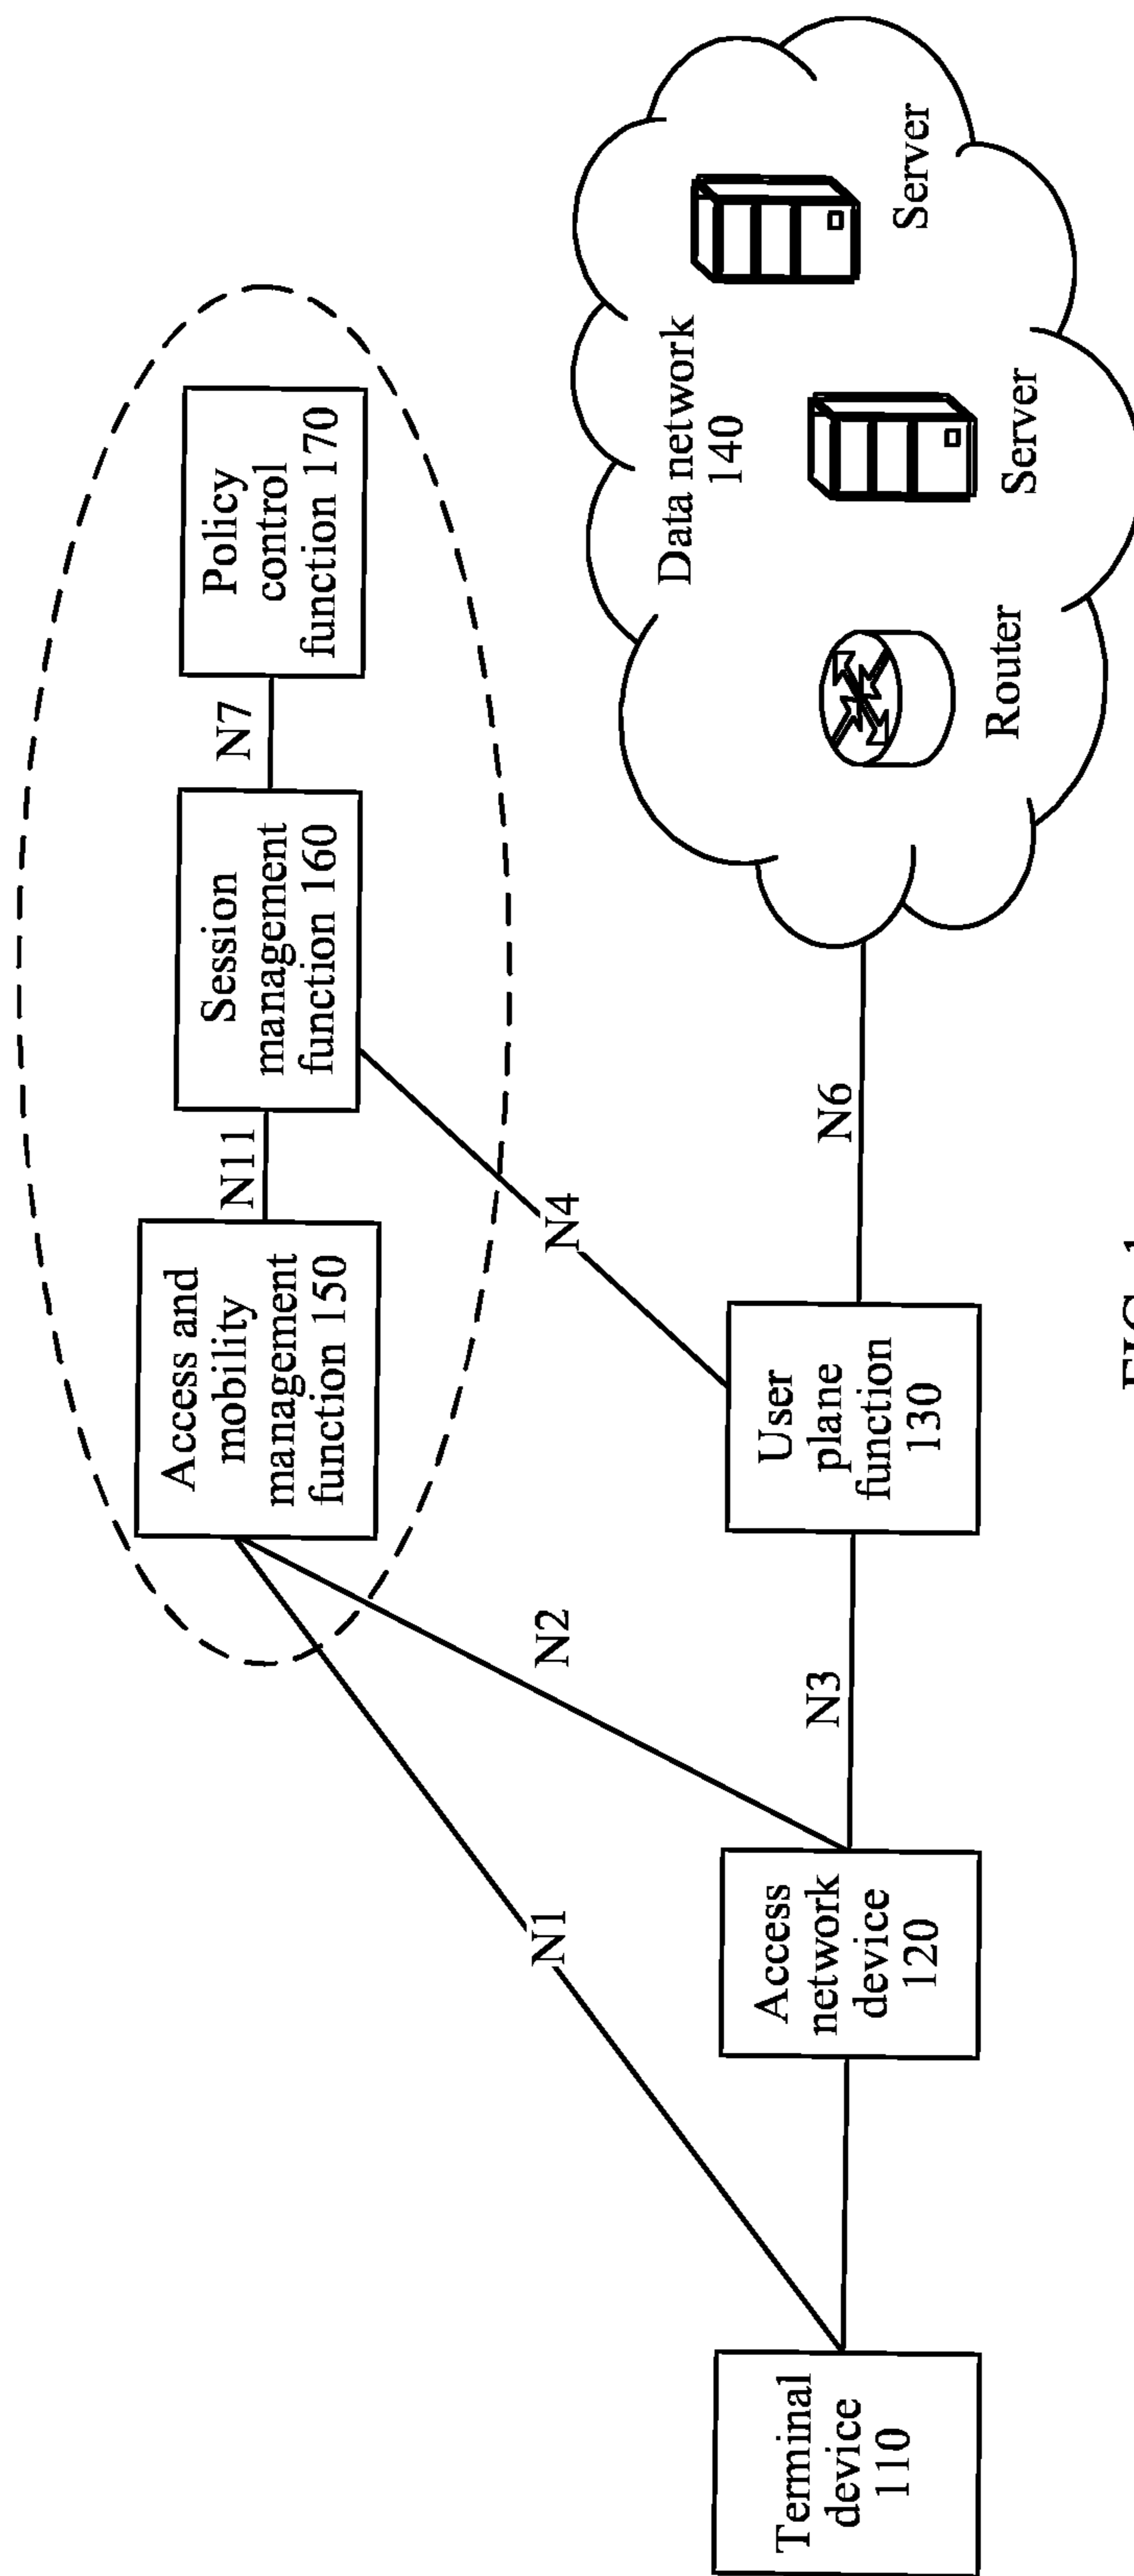 Access and
mobility
management
function 150
N11
Session
management
function 160
N7
Policy
control
function 170
N1
N2
N4
Data network
140
Terminal
device
110
Access
network
device
120
N3
User
plane
function
130
N6
Router
Server
Server